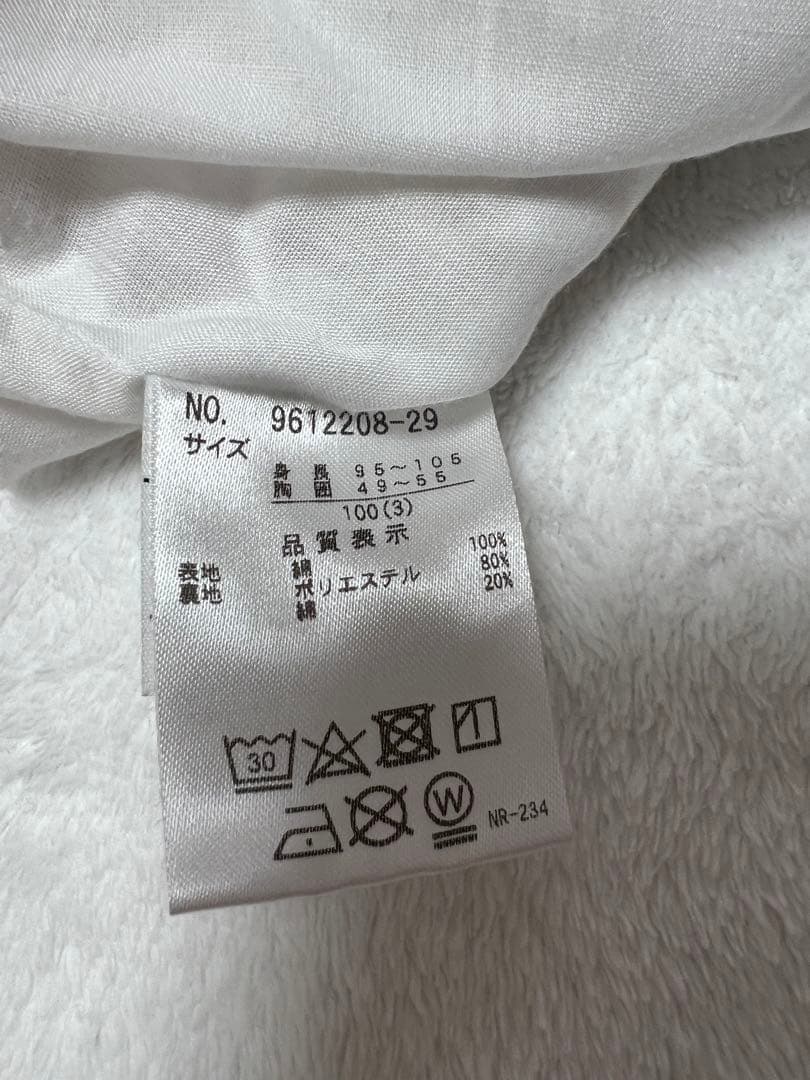 NO. 9612208-29
サイズ
身長 95～105
胸囲 49～55
100(3)
品質表示
表地 綿 100%
裏地 ポリエステル 80%
綿 20%
30
W
NR-234